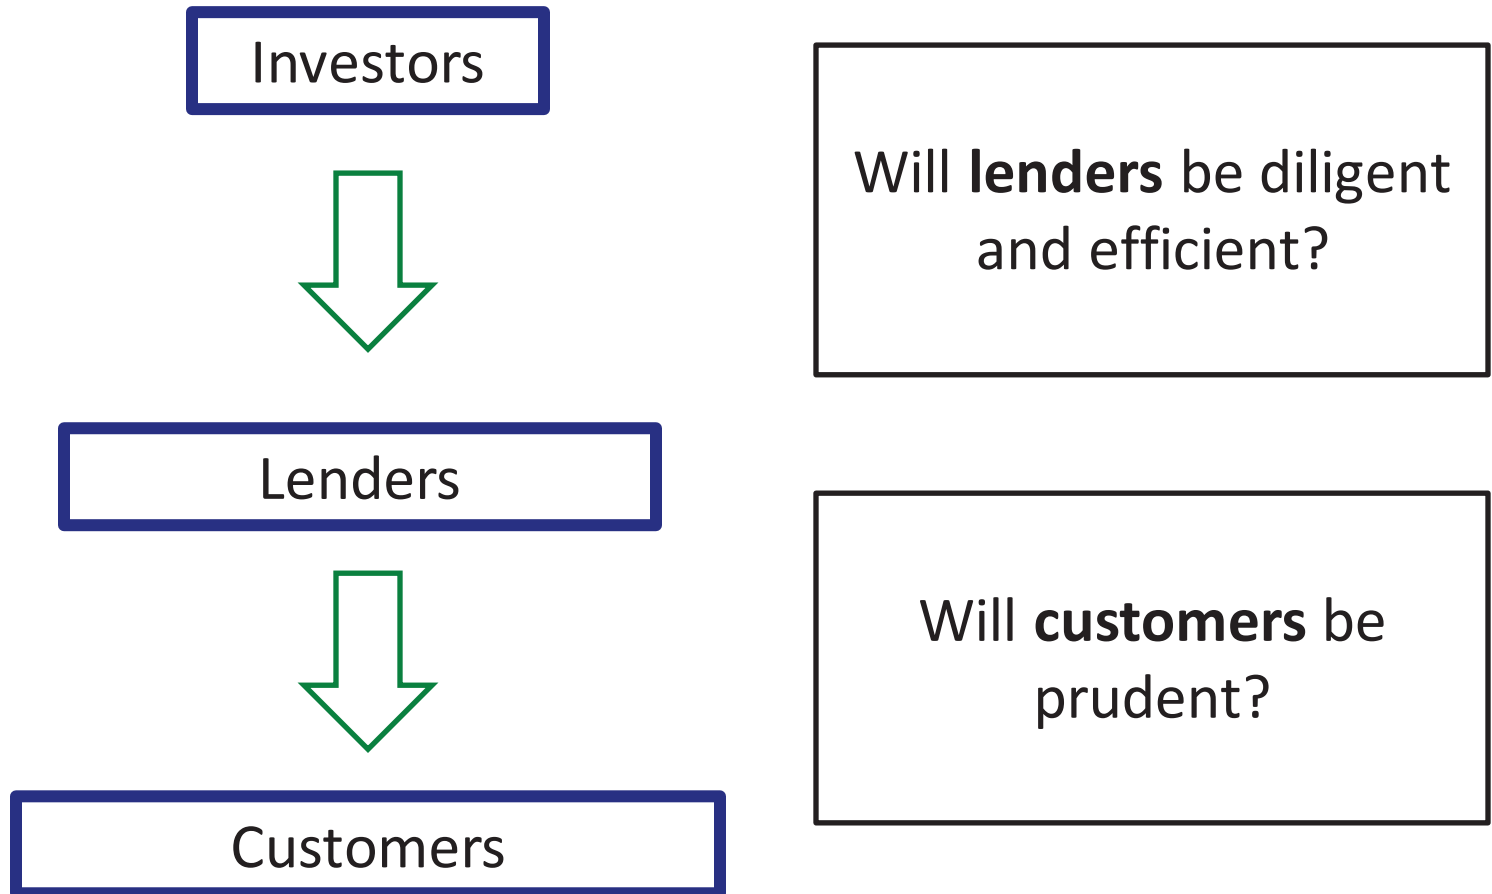 Investors
Will lenders be diligent
and efficient?
Lenders
Will customers be
prudent?
Customers